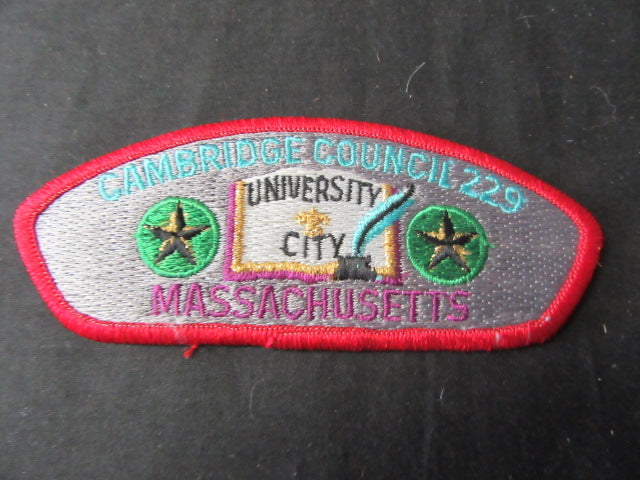 CAMBRIDGE COUNCIL 229
UNIVERSITY
CITY
MASSACHUSETTS